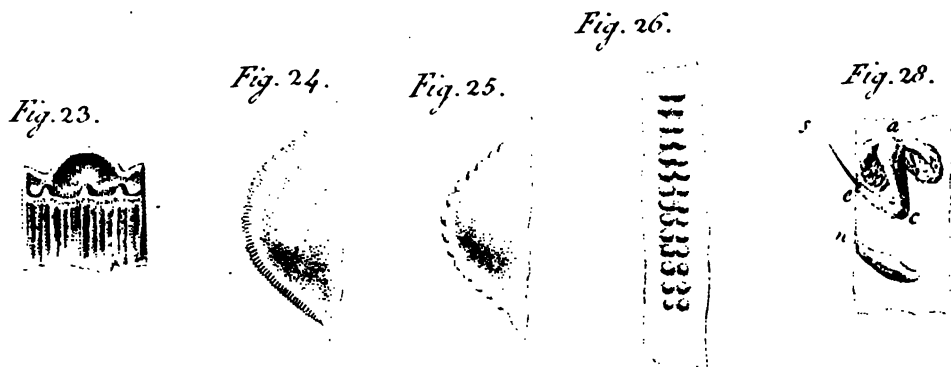 Fig. 23.
Fig. 24.
Fig. 25.
Fig. 26.
Fig. 28.
s
a
e
c
n